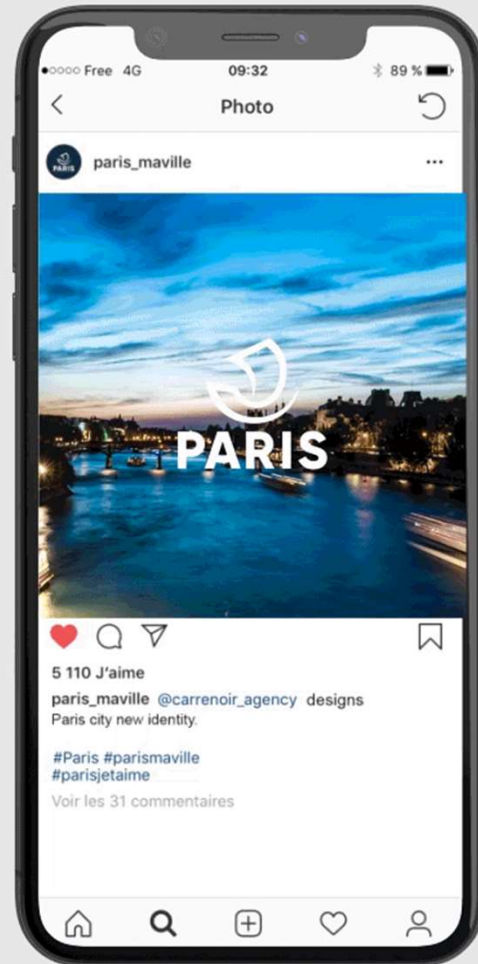 Free 4G 09:32 89 %
Photo
PARIS
paris_maville
PARIS
5 110 J'aime
paris_maville @carrenoir_agency designs
Paris city new identity.
#Paris #parismaville
#parisjetaime
Voir les 31 commentaires